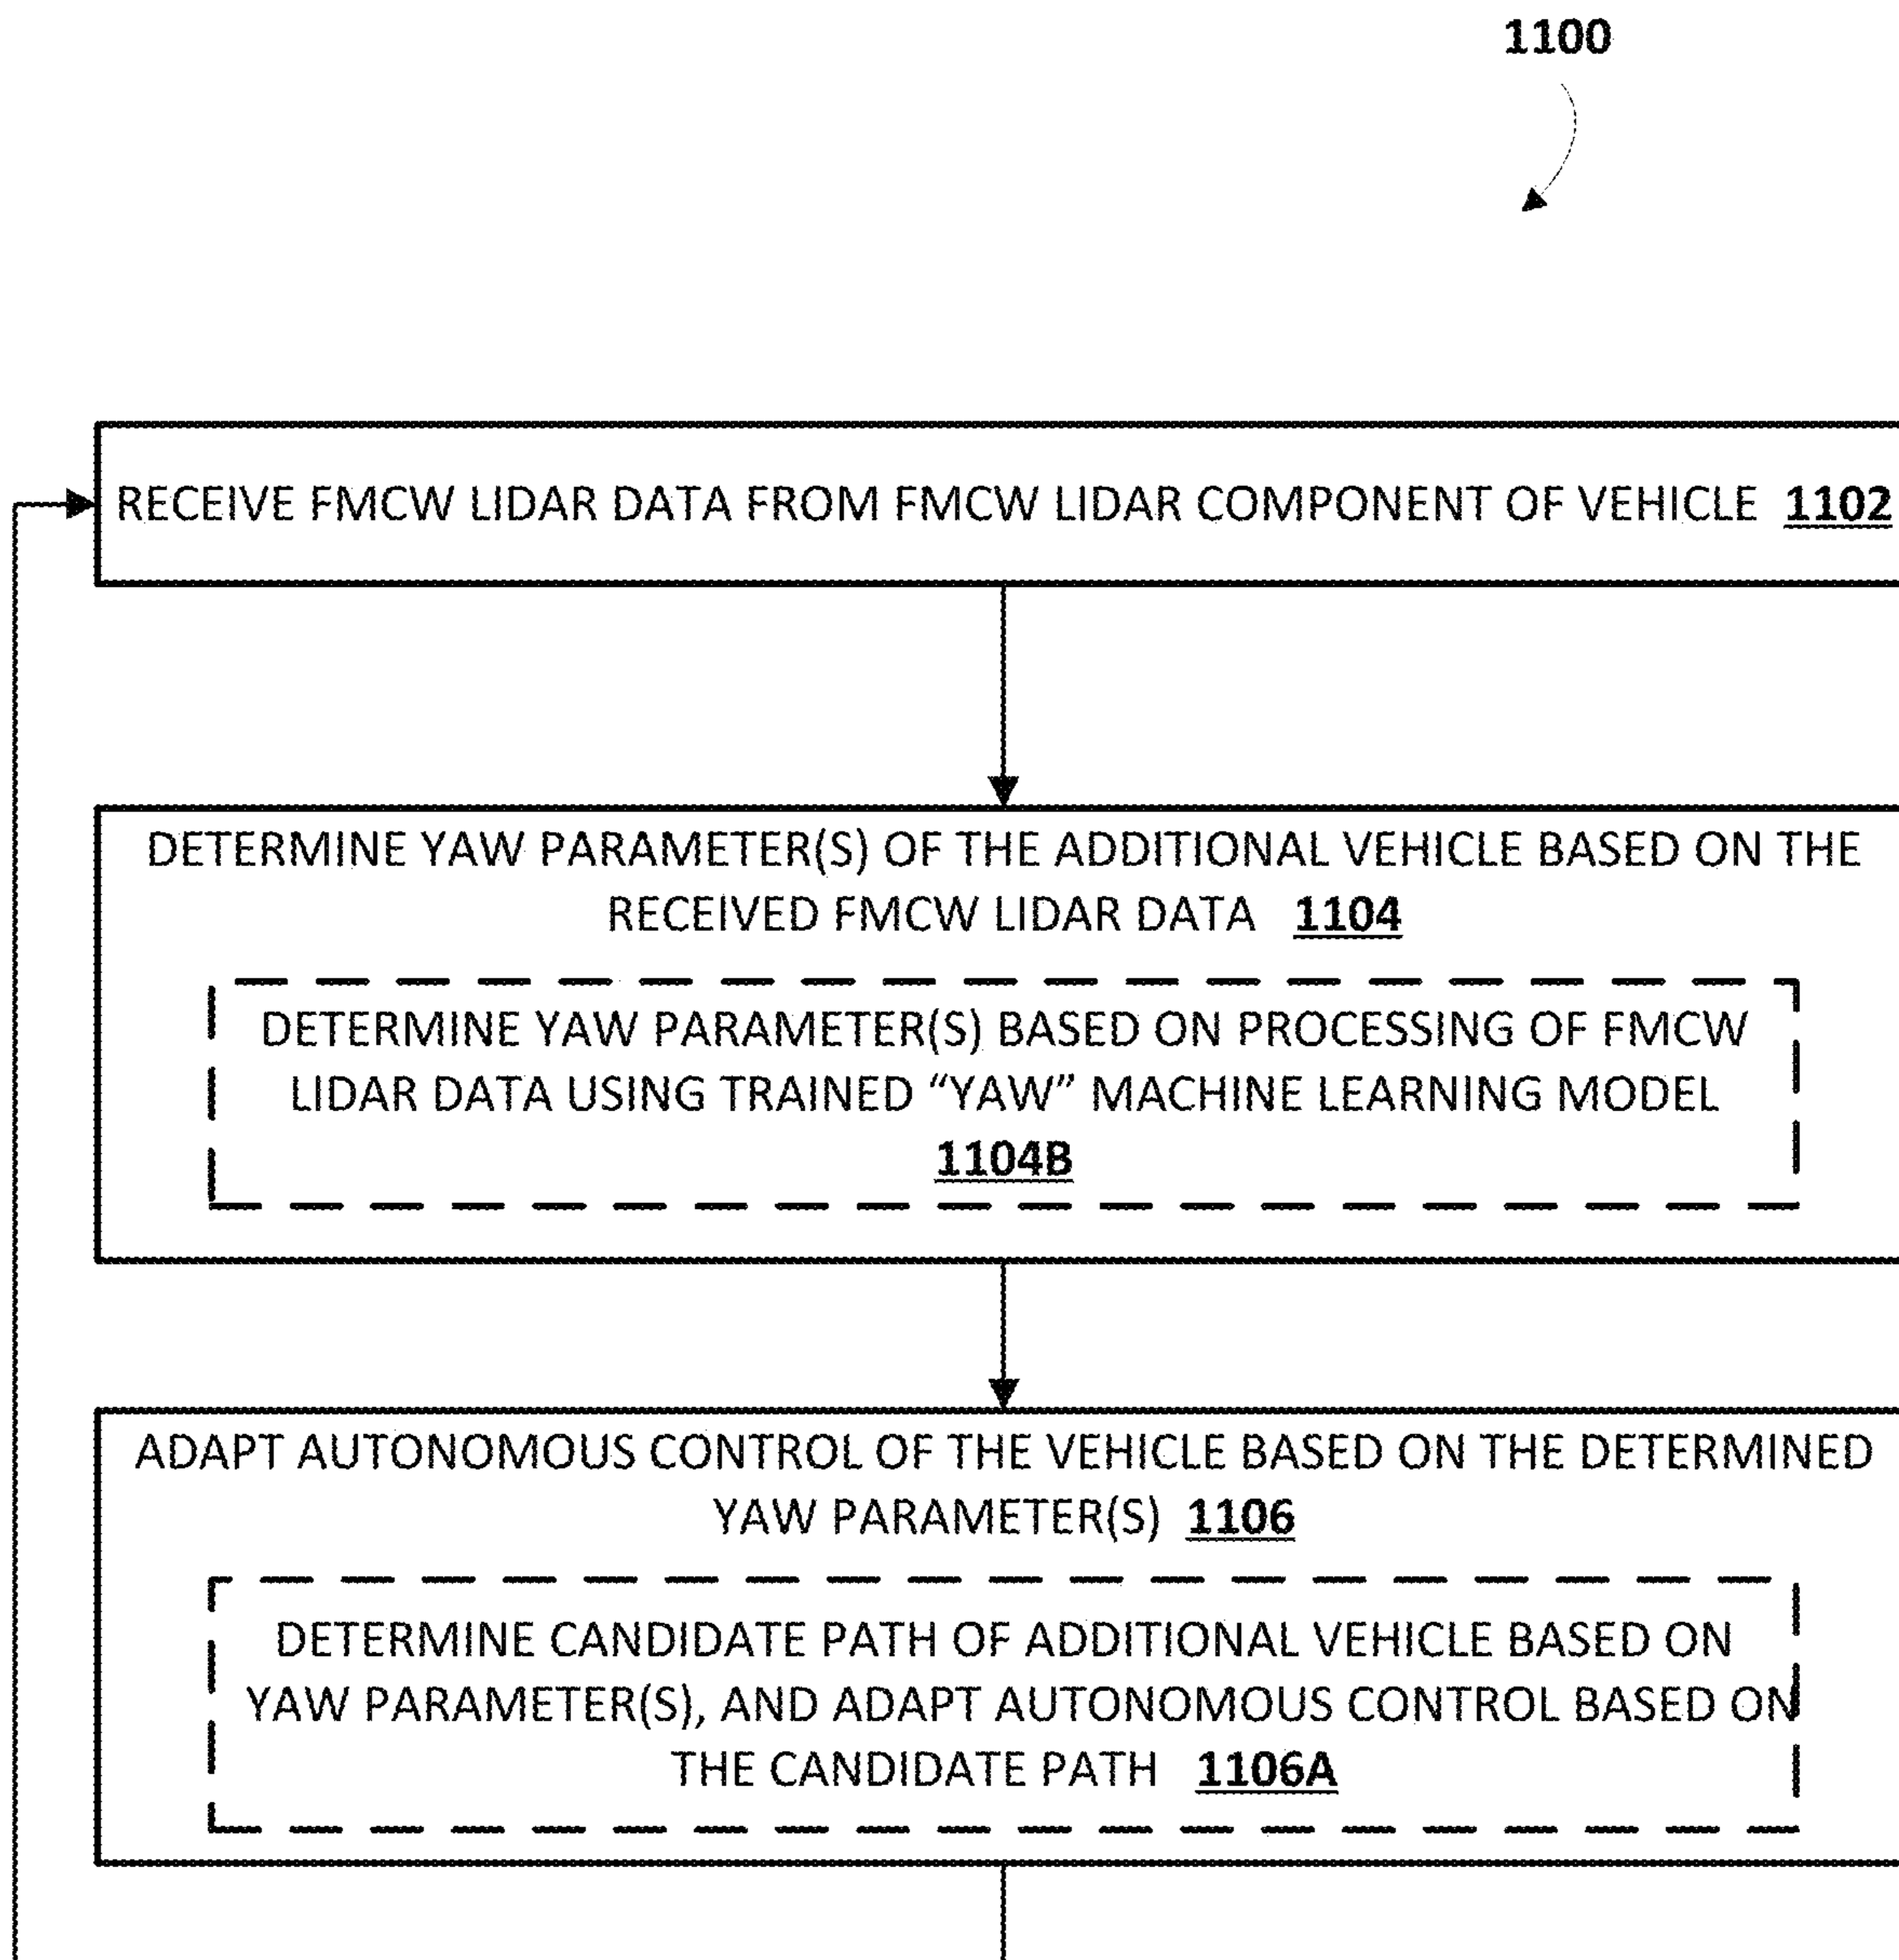 1100
RECEIVE FMCW LIDAR DATA FROM FMCW LIDAR COMPONENT OF VEHICLE 1102
DETERMINE YAW PARAMETER(S) OF THE ADDITIONAL VEHICLE BASED ON THE
RECEIVED FMCW LIDAR DATA 1104
DETERMINE YAW PARAMETER(S) BASED ON PROCESSING OF FMCW
LIDAR DATA USING TRAINED “YAW” MACHINE LEARNING MODEL
1104B
ADAPT AUTONOMOUS CONTROL OF THE VEHICLE BASED ON THE DETERMINED
YAW PARAMETER(S) 1106
DETERMINE CANDIDATE PATH OF ADDITIONAL VEHICLE BASED ON
YAW PARAMETER(S), AND ADAPT AUTONOMOUS CONTROL BASED ON
THE CANDIDATE PATH 1106A